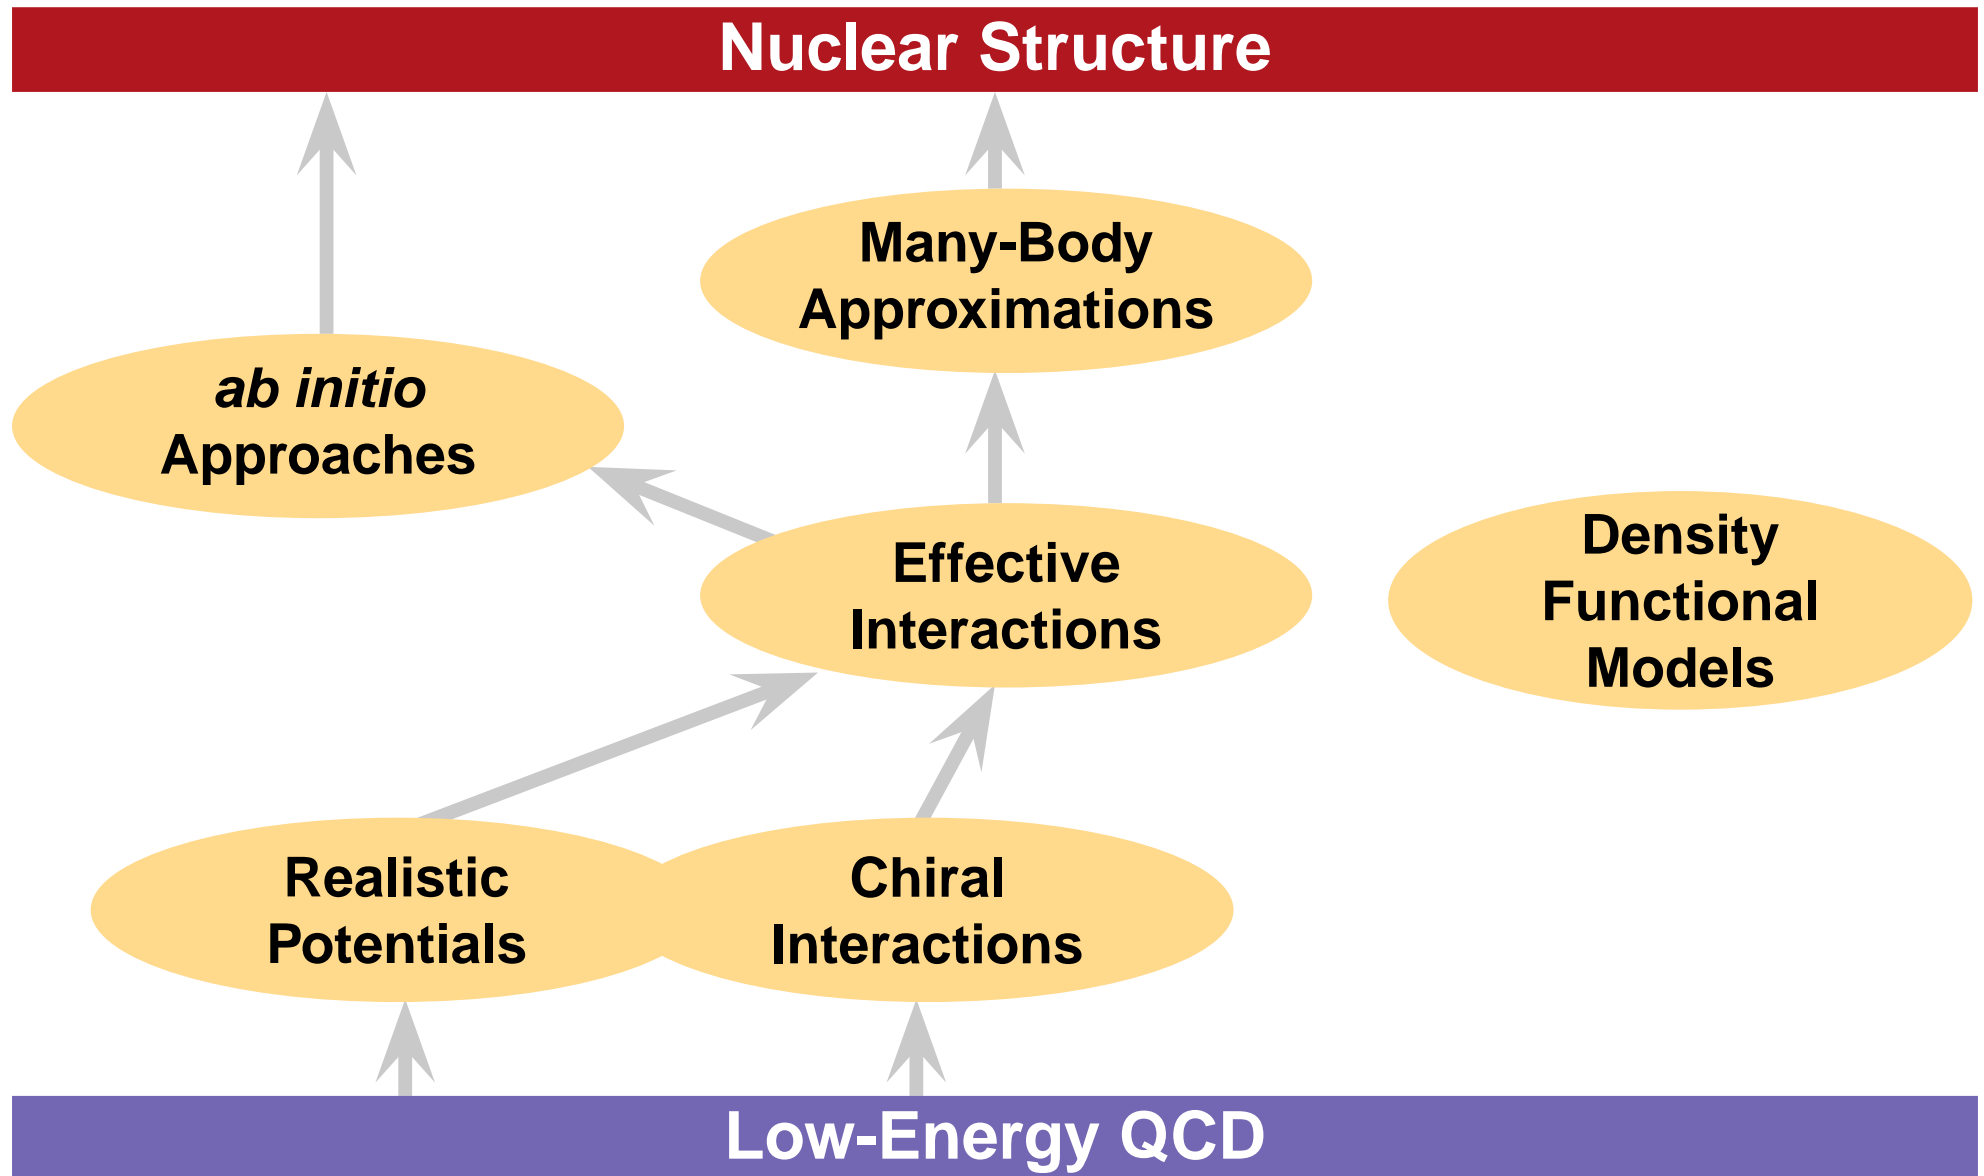 Nuclear Structure
Many-Body
Approximations
ab initio
Approaches
Effective
Interactions
Density
Functional
Models
Realistic
Potentials
Chiral
Interactions
Low-Energy QCD